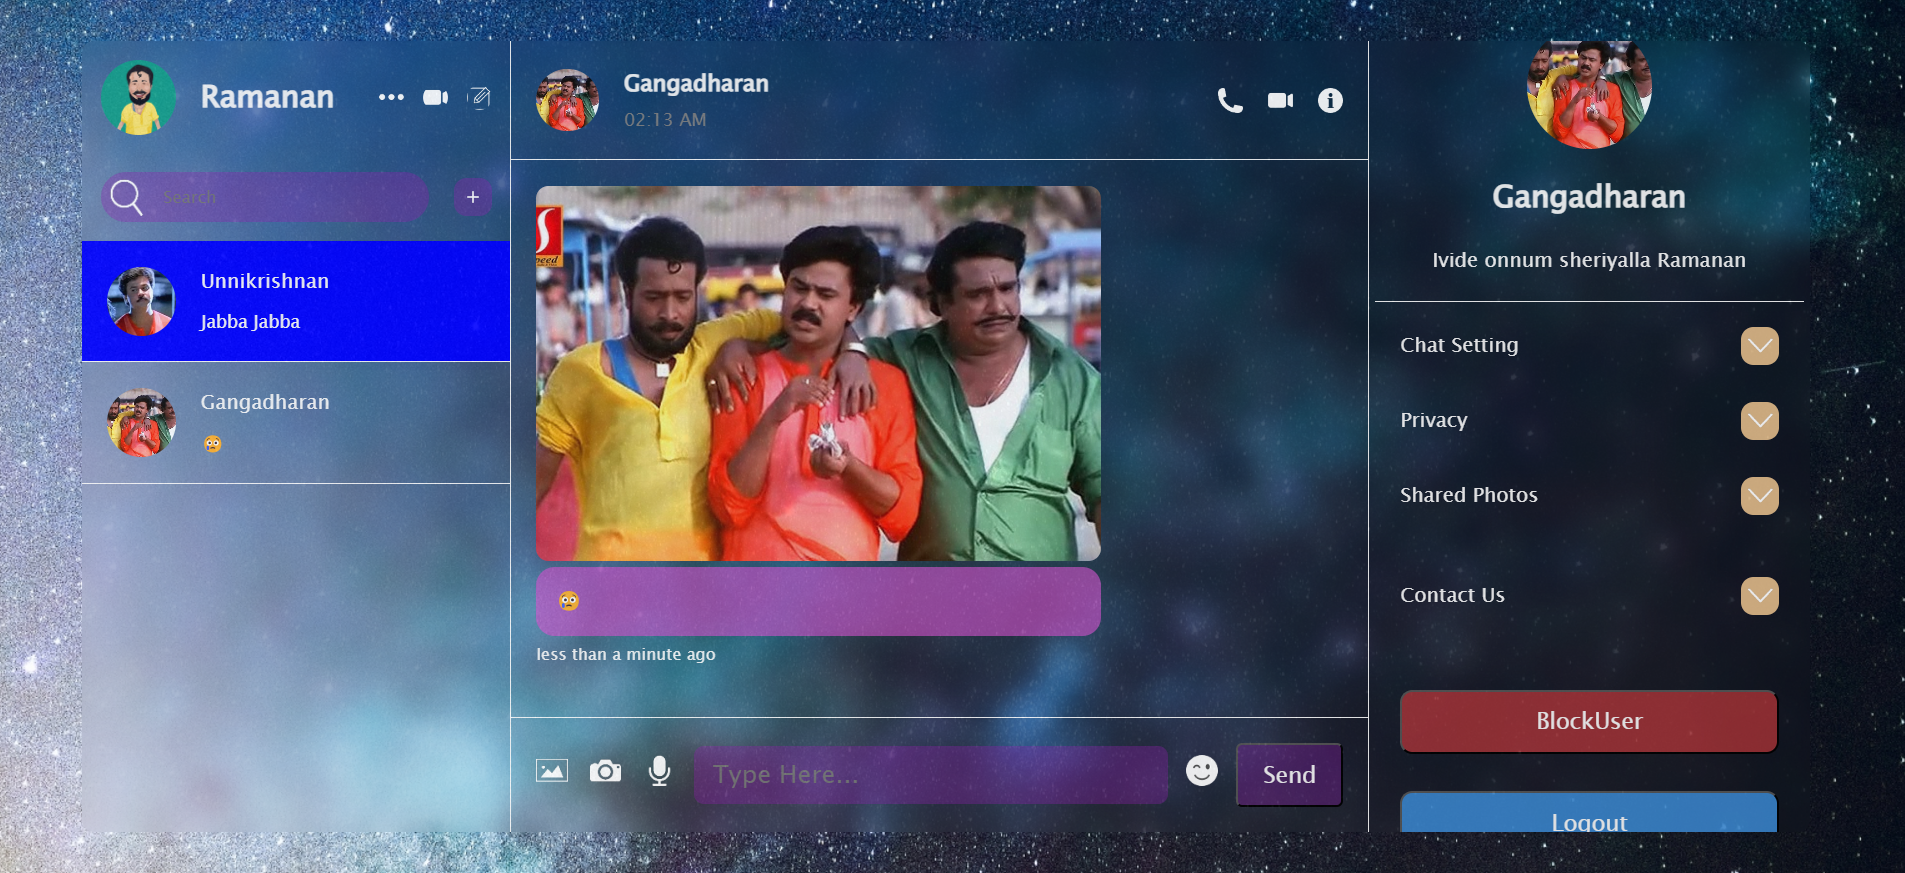 Ramanan
Search
+
Unnikrishnan
Jabba Jabba
Gangadharan
😢
Gangadharan
02:13 AM
S
peed
😢
less than a minute ago
Type Here...
Send
Gangadharan
Ivide onnum sheriyalla Ramanan
Chat Setting
Privacy
Shared Photos
Contact Us
BlockUser
Logout